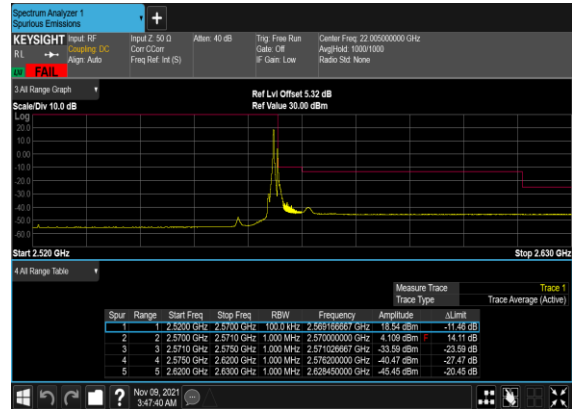 Spectrum Analyzer 1
Spurious Emissions
+
KEYSIGHT Input: RF Input Z: 50 Ω Atten: 40 dB Trig: Free Run Center Freq: 22.005000000 GHz
RL Coupling: DC Corr CCorr Gate: Off Avg|Hold: 1000/1000
Align: Auto Freq Ref: Int (S) IF Gain: Low Radio Std: None
LW FAIL
3 All Range Graph Ref Lvl Offset 5.32 dB
Scale/Div 10.0 dB Ref Value 30.00 dBm
Log
20.0
10.0
0.00
-10.0
-20.0
-30.0
-40.0
-50.0
-60.0
Start 2.520 GHz Stop 2.630 GHz
4 All Range Table
Measure Trace Trace 1
Trace Type Trace Average (Active)
Spur Range Start Freq Stop Freq RBW Frequency Amplitude ΔLimit
1 1 2.5200 GHz 2.5700 GHz 100.0 kHz 2.569166667 GHz 18.54 dBm -11.46 dB
2 2 2.5700 GHz 2.5710 GHz 1.000 MHz 2.570000000 GHz 4.109 dBm F 14.11 dB
3 3 2.5710 GHz 2.5750 GHz 1.000 MHz 2.571026667 GHz -33.59 dBm -23.59 dB
4 4 2.5750 GHz 2.6200 GHz 1.000 MHz 2.576200000 GHz -40.47 dBm -27.47 dB
5 5 2.6200 GHz 2.6300 GHz 1.000 MHz 2.628450000 GHz -45.45 dBm -20.45 dB
? Nov 09, 2021
3:47:40 AM